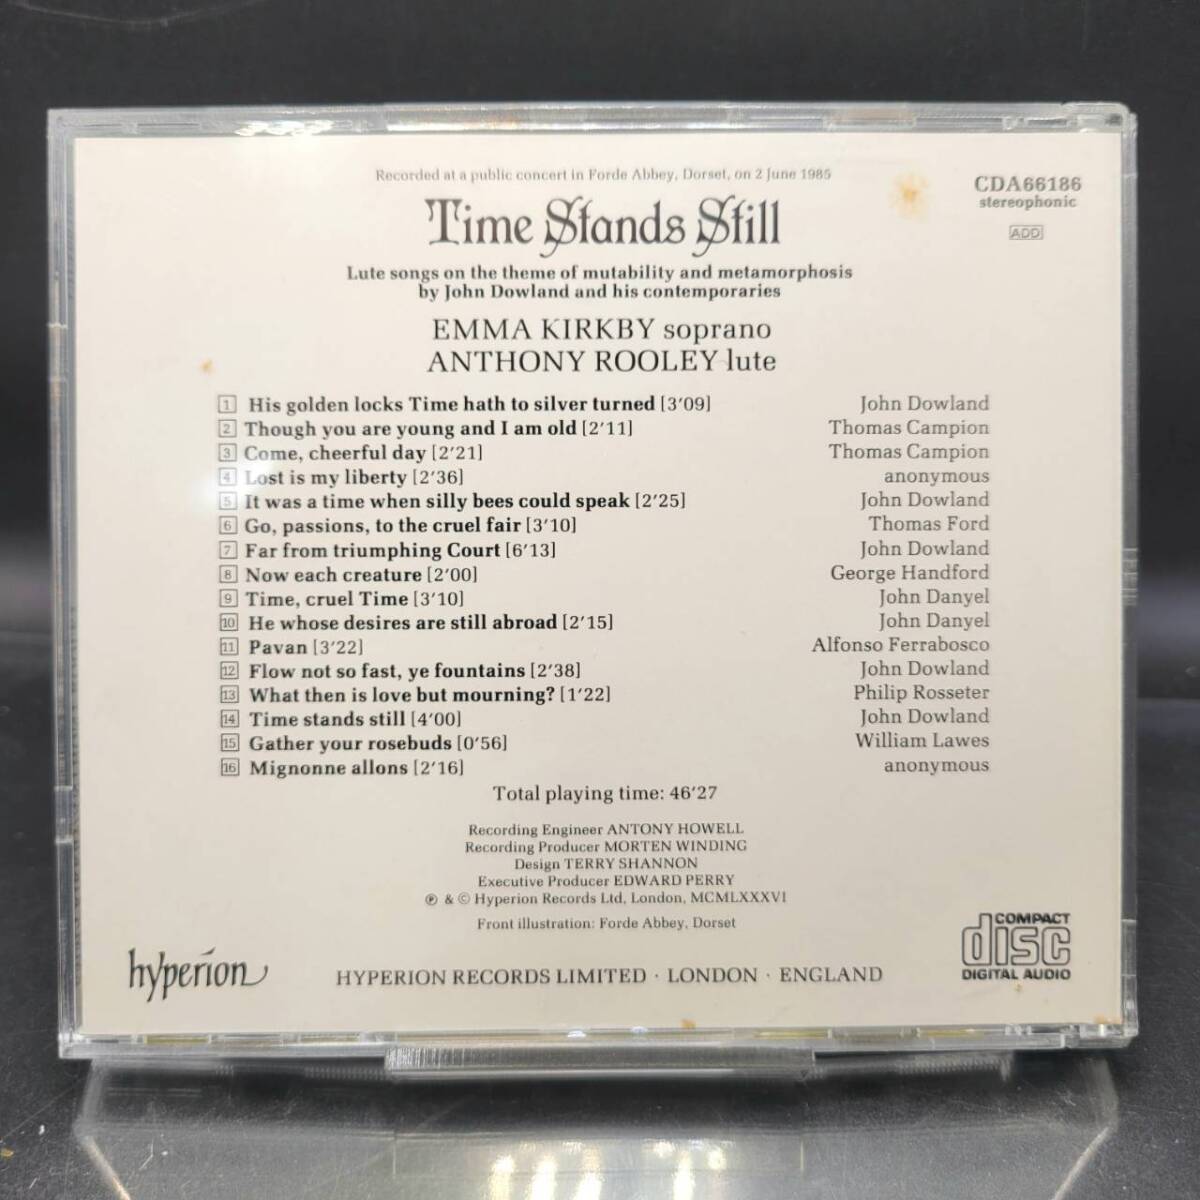 Recorded at a public concert in Forde Abbey, Dorset, on 2 June 1985
CDA66186
stereophonic
ADD
Time Stands Still
Lute songs on the theme of mutability and metamorphosis
by John Dowland and his contemporaries
EMMA KIRKBY soprano
ANTHONY ROOLEY lute
1 His golden locks Time hath to silver turned [3'09] John Dowland
2 Though you are young and I am old [2'11] Thomas Campion
3 Come, cheerful day [2'21] Thomas Campion
4 Lost is my liberty [2'36] anonymous
5 It was a time when silly bees could speak [2'25] John Dowland
6 Go, passions, to the cruel fair [3'10] Thomas Ford
7 Far from triumphing Court [6'13] John Dowland
8 Now each creature [2'00] George Handford
9 Time, cruel Time [3'10] John Danyel
10 He whose desires are still abroad [2'15] John Danyel
11 Pavan [3'22] Alfonso Ferrabosco
12 Flow not so fast, ye fountains [2'38] John Dowland
13 What then is love but mourning? [1'22] Philip Rosseter
14 Time stands still [4'00] John Dowland
15 Gather your rosebuds [0'56] William Lawes
16 Mignonne allons [2'16] anonymous
Total playing time: 46'27
Recording Engineer ANTONY HOWELL
Recording Producer MORTEN WINDING
Design TERRY SHANNON
Executive Producer EDWARD PERRY
℗ & © Hyperion Records Ltd, London, MCMLXXXVI
Front illustration: Forde Abbey, Dorset
hyperion
HYPERION RECORDS LIMITED · LONDON · ENGLAND
COMPACT
disc
DIGITAL AUDIO